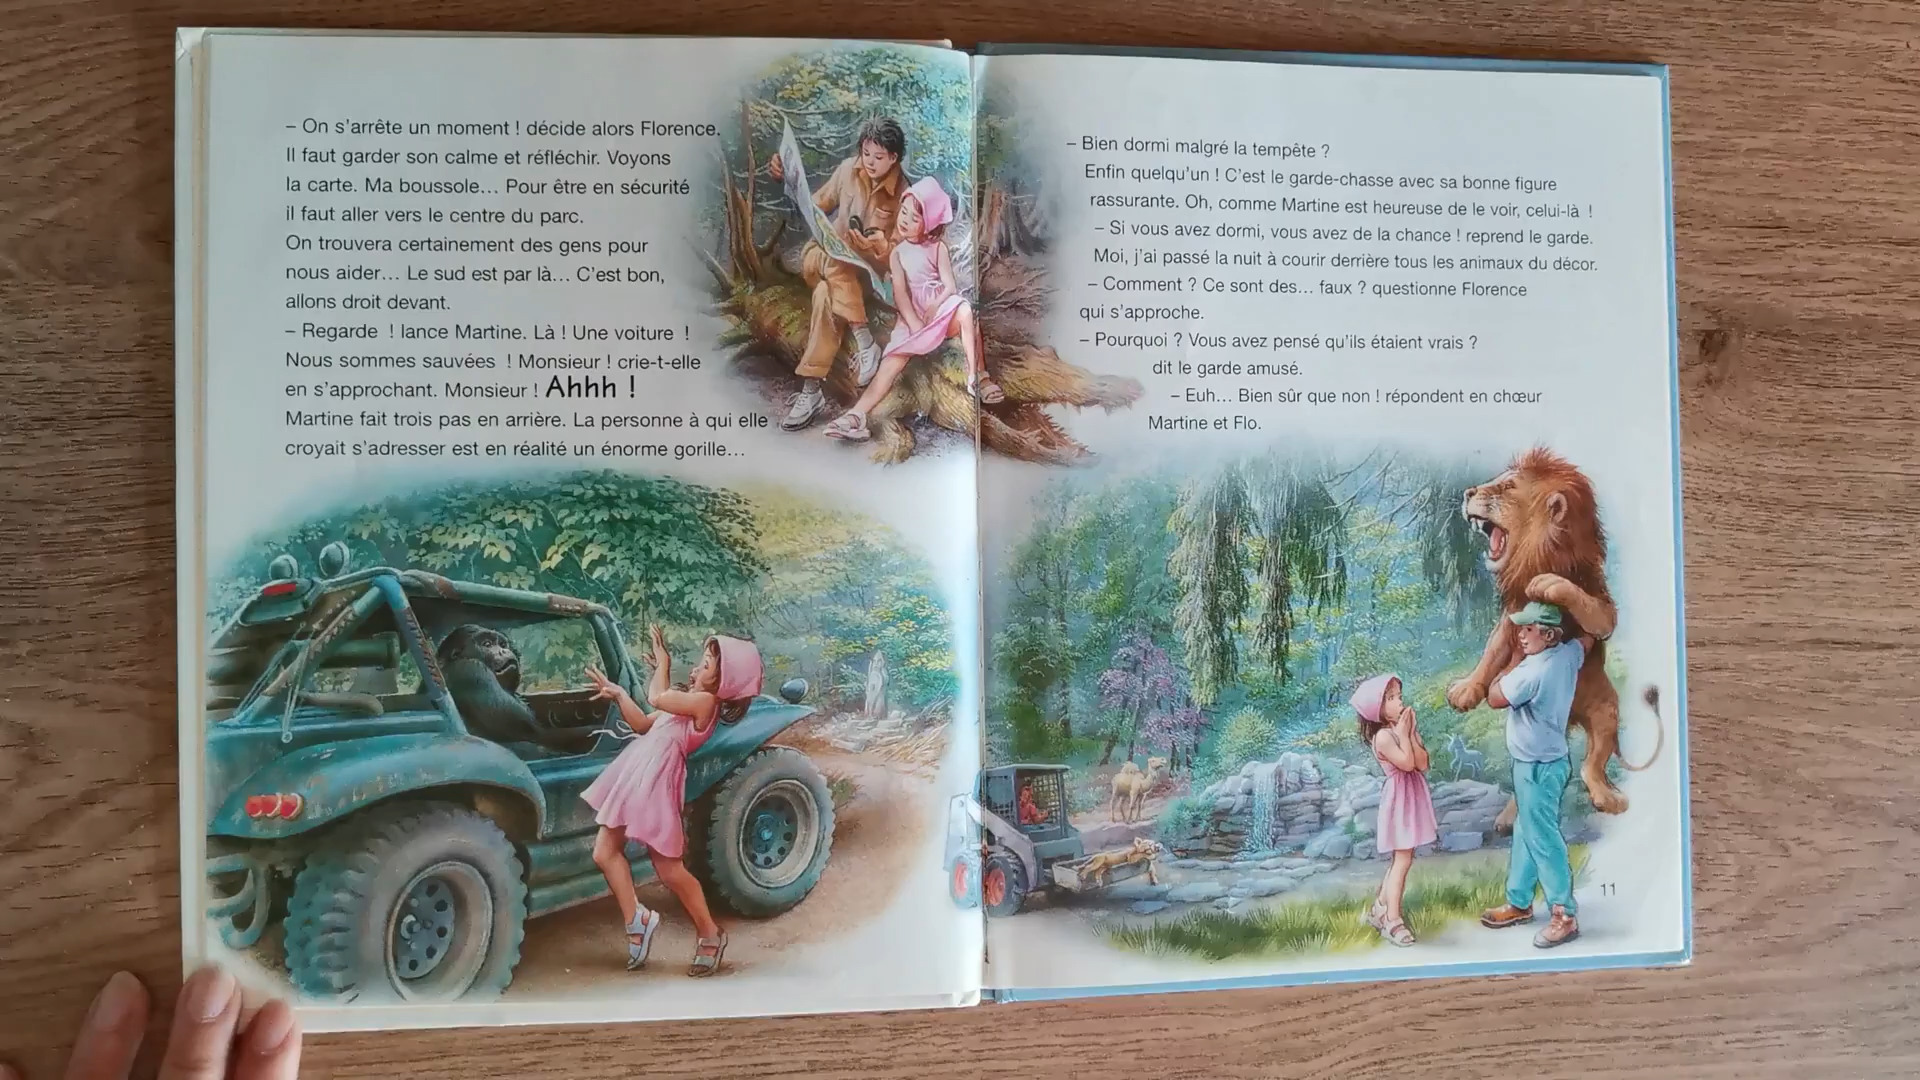 – On s'arrête un moment ! décide alors Florence.
Il faut garder son calme et réfléchir. Voyons
la carte. Ma boussole... Pour être en sécurité
il faut aller vers le centre du parc.
On trouvera certainement des gens pour
nous aider... Le sud est par là... C'est bon,
allons droit devant.
– Regarde ! lance Martine. Là ! Une voiture !
Nous sommes sauvées ! Monsieur ! crie-t-elle
en s'approchant. Monsieur ! Ahhh !
Martine fait trois pas en arrière. La personne à qui elle
croyait s'adresser est en réalité un énorme gorille...
– Bien dormi malgré la tempête ?
Enfin quelqu'un ! C'est le garde-chasse avec sa bonne figure
rassurante. Oh, comme Martine est heureuse de le voir, celui-là !
– Si vous avez dormi, vous avez de la chance ! reprend le garde.
Moi, j'ai passé la nuit à courir derrière tous les animaux du décor.
– Comment ? Ce sont des... faux ? questionne Florence
qui s'approche.
– Pourquoi ? Vous avez pensé qu'ils étaient vrais ?
dit le garde amusé.
– Euh... Bien sûr que non ! répondent en chœur
Martine et Flo.
11